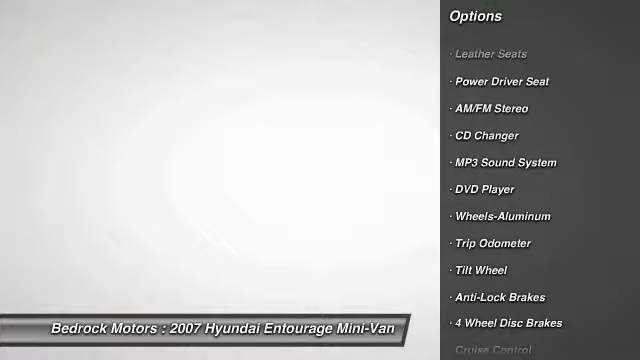 Options
· Leather Seats
· Power Driver Seat
· AM/FM Stereo
· CD Changer
· MP3 Sound System
· DVD Player
· Wheels-Aluminum
· Trip Odometer
· Tilt Wheel
· Anti-Lock Brakes
· 4 Wheel Disc Brakes
· Cruise Control
Bedrock Motors : 2007 Hyundai Entourage Mini-Van